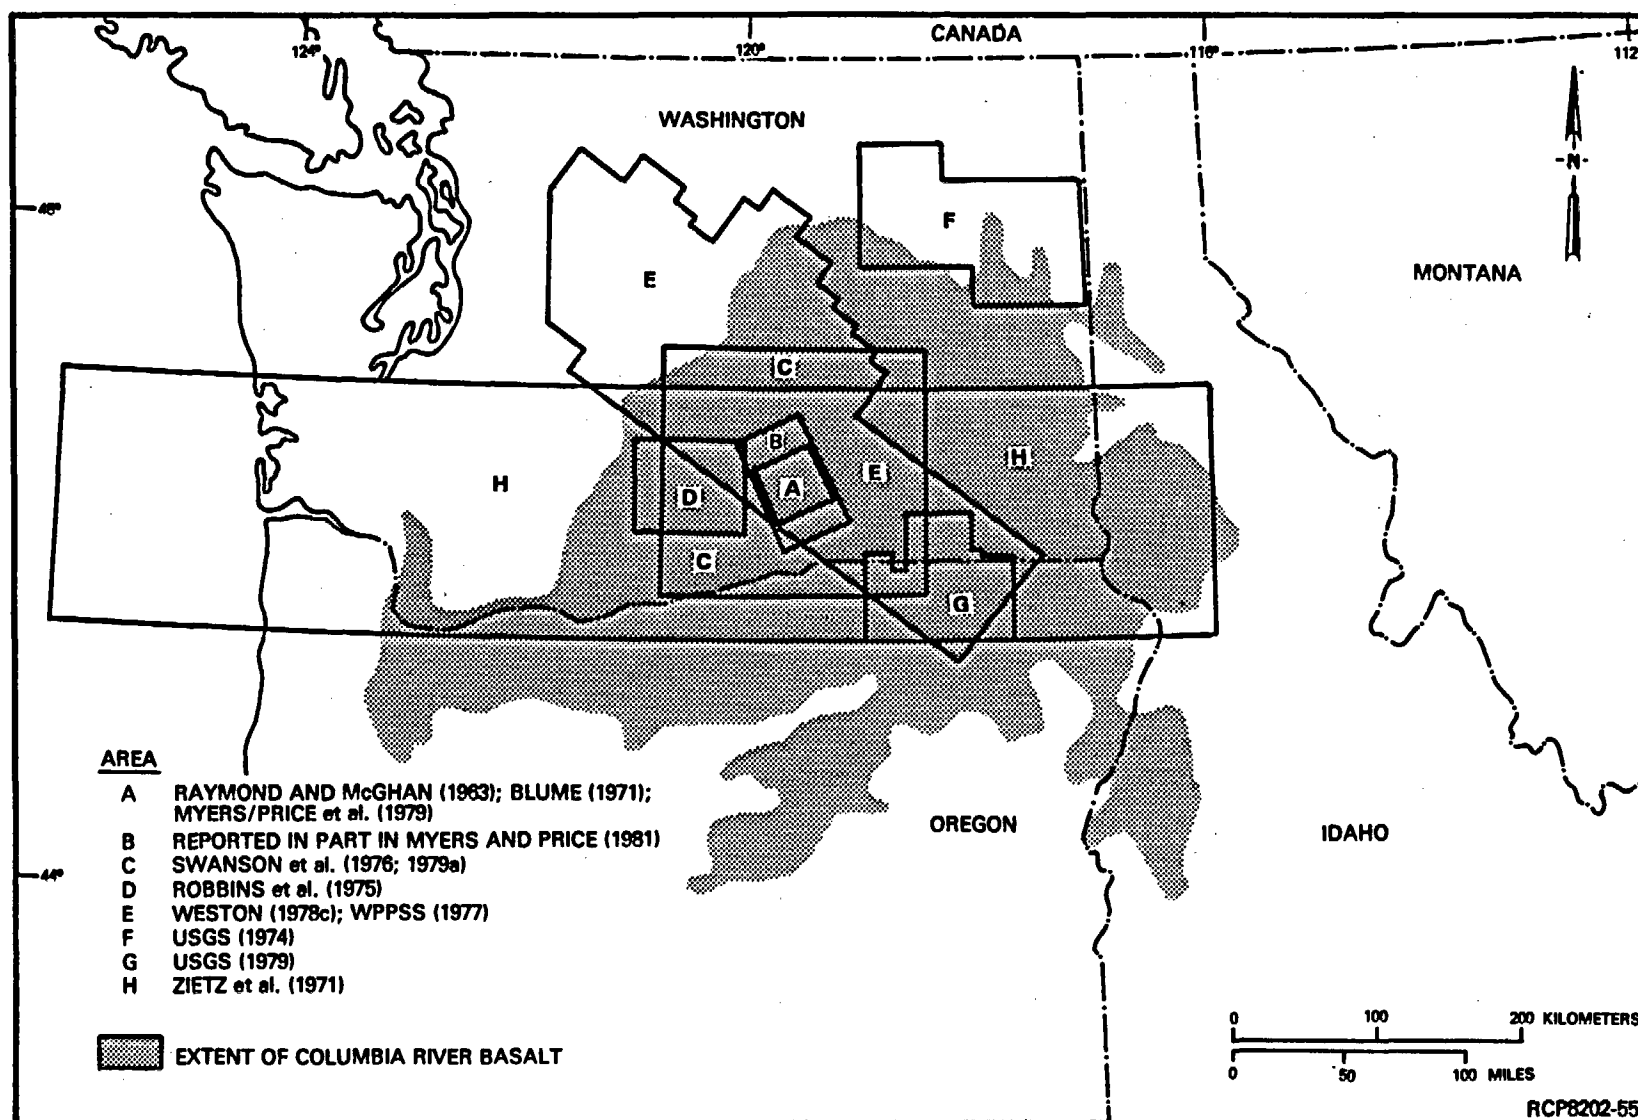 CANADA
124°
120°
116°
112
WASHINGTON
N
48°
F
E
MONTANA
C
B
H
E
H
A
D
C
G
AREA
A RAYMOND AND McGHAN (1963); BLUME (1971);
MYERS/PRICE et al. (1979)
B REPORTED IN PART IN MYERS AND PRICE (1981)
C SWANSON et al. (1976; 1979a)
D ROBBINS et al. (1975)
E WESTON (1978c); WPPSS (1977)
F USGS (1974)
G USGS (1979)
H ZIETZ et al. (1971)
OREGON
IDAHO
44°
EXTENT OF COLUMBIA RIVER BASALT
0 100 200 KILOMETERS
0 50 100 MILES
RCP8202-55